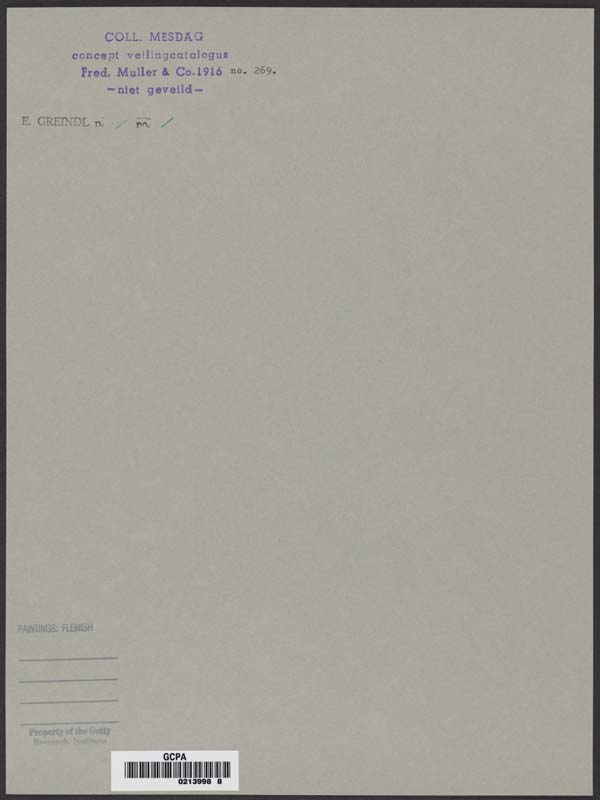 COLL. MESDAG
concept veilingcatalogus
Fred. Muller & Co. 1916 no. 269.
-niet geveild-
E. GREINDL n. / m. /
PAINTINGS: FLEMISH
Property of the Getty
Research Institute
GCPA
0213998 8